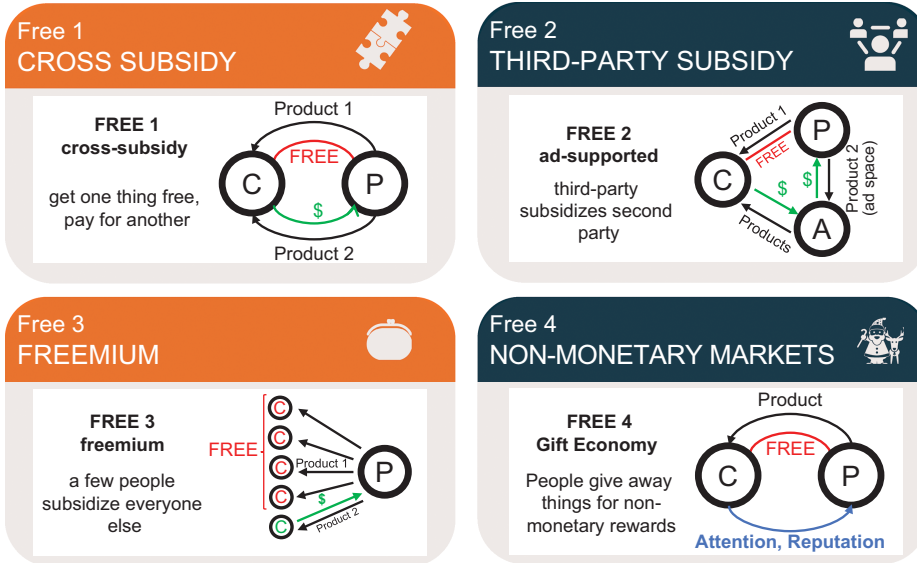 Free 1
CROSS SUBSIDY
FREE 1
cross-subsidy
get one thing free,
pay for another
Product 1
C
FREE
P
$
Product 2
Free 2
THIRD-PARTY SUBSIDY
FREE 2
ad-supported
third-party
subsidizes second
party
Product 1
FREE
P
C
$
$
Product 2
(ad space)
A
Products
Free 3
FREEMIUM
FREE 3
freemium
a few people
subsidize everyone
else
C
C
FREE
Product 1
C
P
C
$
C
Product 2
Free 4
NON-MONETARY MARKETS
FREE 4
Gift Economy
People give away
things for non-
monetary rewards
Product
FREE
C
P
Attention, Reputation